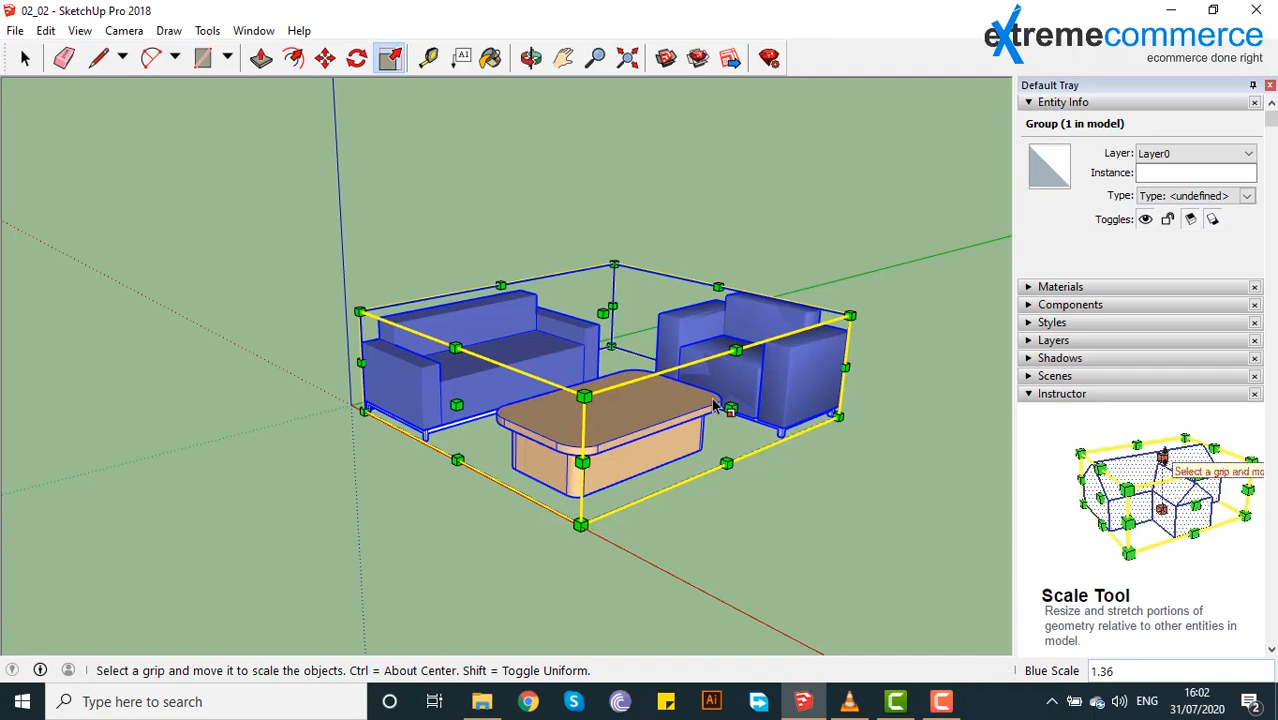 02_02 - SketchUp Pro 2018
extremecommerce
ecommerce done right
File Edit View Camera Draw Tools Window Help
A1
Default Tray
Entity Info
Group (1 in model)
Layer: Layer0
Instance:
Type: Type: <undefined>
Toggles:
Materials
Components
Styles
Layers
Shadows
Scenes
Instructor
Select a grip and mo
Scale Tool
Resize and stretch portions of
geometry relative to other entities in
model.
Select a grip and move it to scale the objects. Ctrl = About Center. Shift = Toggle Uniform.
Blue Scale 1.36
Type here to search
Ai
ENG
16:02
31/07/2020
2